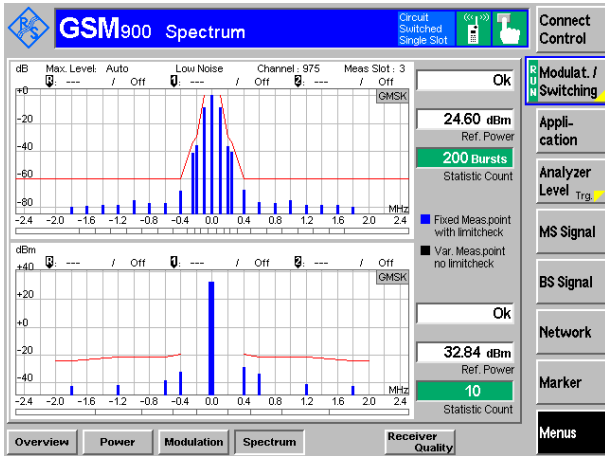 R S
GSM900 Spectrum
Circuit
Switched
Single Slot
Connect
Control
dB Max. Level: Auto Low Noise Channel : 975 Meas Slot : 3
R: --- / Off 1: --- / Off 2: --- / Off
+0
GMSK
-20
-40
-60
-80
MHz
-2.4 -2.0 -1.6 -1.2 -0.8 -0.4 0.0 0.4 0.8 1.2 1.6 2.0 2.4
Ok
24.60 dBm
Ref. Power
200 Bursts
Statistic Count
Fixed Meas.point
with limitcheck
Var. Meas.point
no limitcheck
dBm
R: --- / Off 1: --- / Off 2: --- / Off
+40
GMSK
+20
+0
-20
-40
MHz
-2.4 -2.0 -1.6 -1.2 -0.8 -0.4 0.0 0.4 0.8 1.2 1.6 2.0 2.4
Ok
32.84 dBm
Ref. Power
10
Statistic Count
RUN
Modulat. /
Switching
Appli-
cation
Analyzer
Level Trg.
MS Signal
BS Signal
Network
Marker
Menus
Overview Power Modulation Spectrum Receiver
Quality